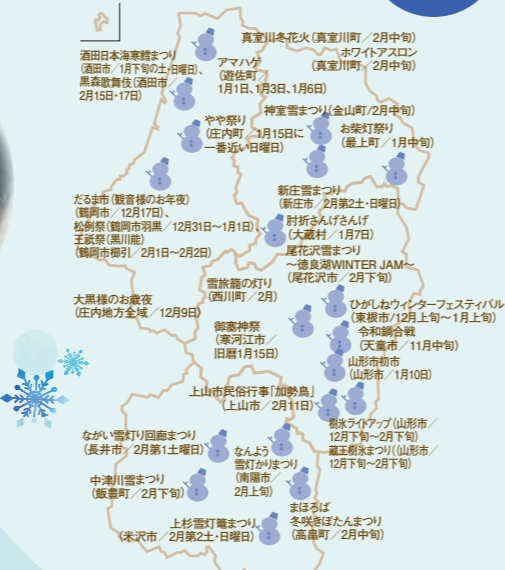 真室川冬花火(真室川町/2月中旬)
ホワイトアスロン
(真室川町/2月中旬)
酒田日本海寒鱈まつり
(酒田市/1月下旬の土・日曜日)、
黒森歌舞伎(酒田市/
2月15日・17日)
アマハゲ
(遊佐町/
1月1日、1月3日、1月6日)
神室雪まつり(金山町/2月中旬)
お柴灯祭り
(最上町/1月中旬)
やや祭り
(庄内町/1月15日に
一番近い日曜日)
だるま市(観音様のお年夜)
(鶴岡市/12月17日)、
松例祭(鶴岡市羽黒/12月31日〜1月1日)、
王祇祭(黒川能)
(鶴岡市櫛引/2月1日〜2月2日)
新庄雪まつり
(新庄市/2月第2土・日曜日)
肘折さんげさんげ
(大蔵村/1月7日)
尾花沢雪まつり
〜徳良湖WINTER JAM〜
(尾花沢市/2月下旬)
大黒様のお歳夜
(庄内地方全域/12月9日)
雪旅籠の灯り
(西川町/2月)
ひがしねウィンターフェスティバル
(東根市/12月上旬〜1月上旬)
御塞神祭
(寒河江市/
旧暦1月15日)
令和鍋合戦
(天童市/11月中旬)
山形市初市
(山形市/1月10日)
上山市民俗行事「加勢鳥」
(上山市/2月11日)
樹氷ライトアップ(山形市/
12月下旬〜2月下旬)
蔵王樹氷まつり((山形市/
12月下旬〜2月下旬)
ながい雪灯り回廊まつり
(長井市/2月第1土曜日)
なんよう
雪灯かりまつり
(南陽市/
2月上旬)
中津川雪まつり
(飯豊町/2月下旬)
まほろば
冬咲きぼたんまつり
(高畠町/2月中旬)
上杉雪灯篭まつり
(米沢市/2月第2土・日曜日)